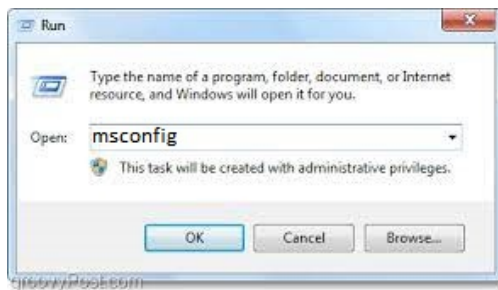 Run
Type the name of a program, folder, document, or Internet
resource, and Windows will open it for you.
Open: msconfig
This task will be created with administrative privileges.
OK Cancel Browse...
groovyPost.com